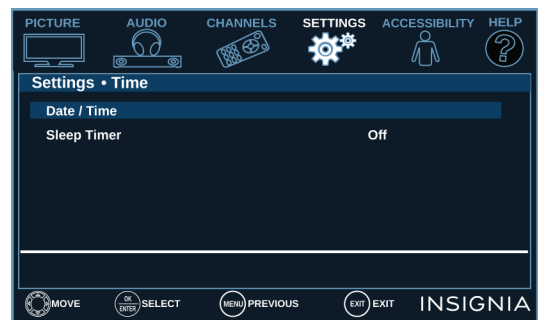 PICTURE AUDIO CHANNELS SETTINGS ACCESSIBILITY HELP
?
Settings • Time
Date / Time
Sleep Timer Off
MOVE OK ENTER SELECT MENU PREVIOUS EXIT EXIT INSIGNIA